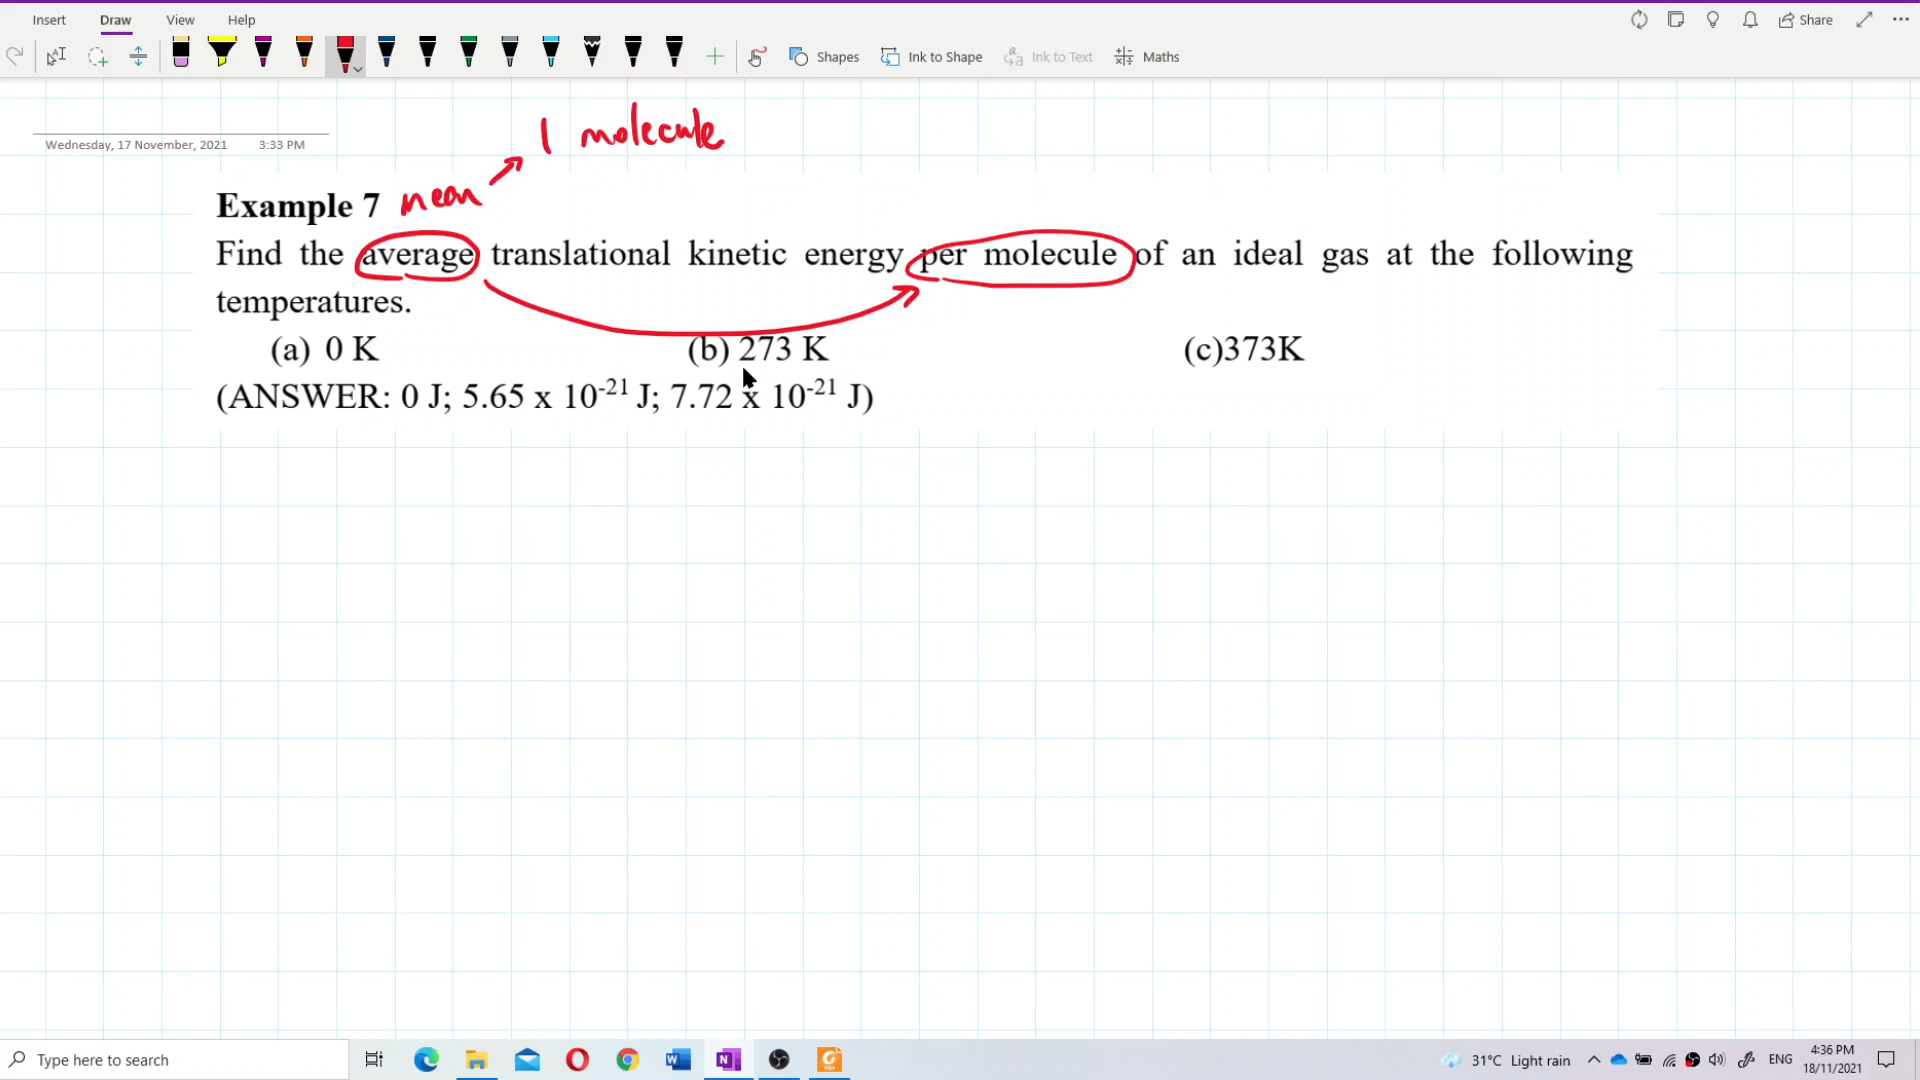 Insert Draw View Help
Share
Shapes Ink to Shape Ink to Text Maths
1 molecule
Wednesday, 17 November, 2021 3:33 PM
Example 7 mean
Find the average translational kinetic energy per molecule of an ideal gas at the following
temperatures.
(a) 0 K (b) 273 K (c)373K
(ANSWER: 0 J; 5.65 x 10⁻²¹ J; 7.72 x 10⁻²¹ J)
Type here to search
31°C Light rain
ENG
4:36 PM
18/11/2021